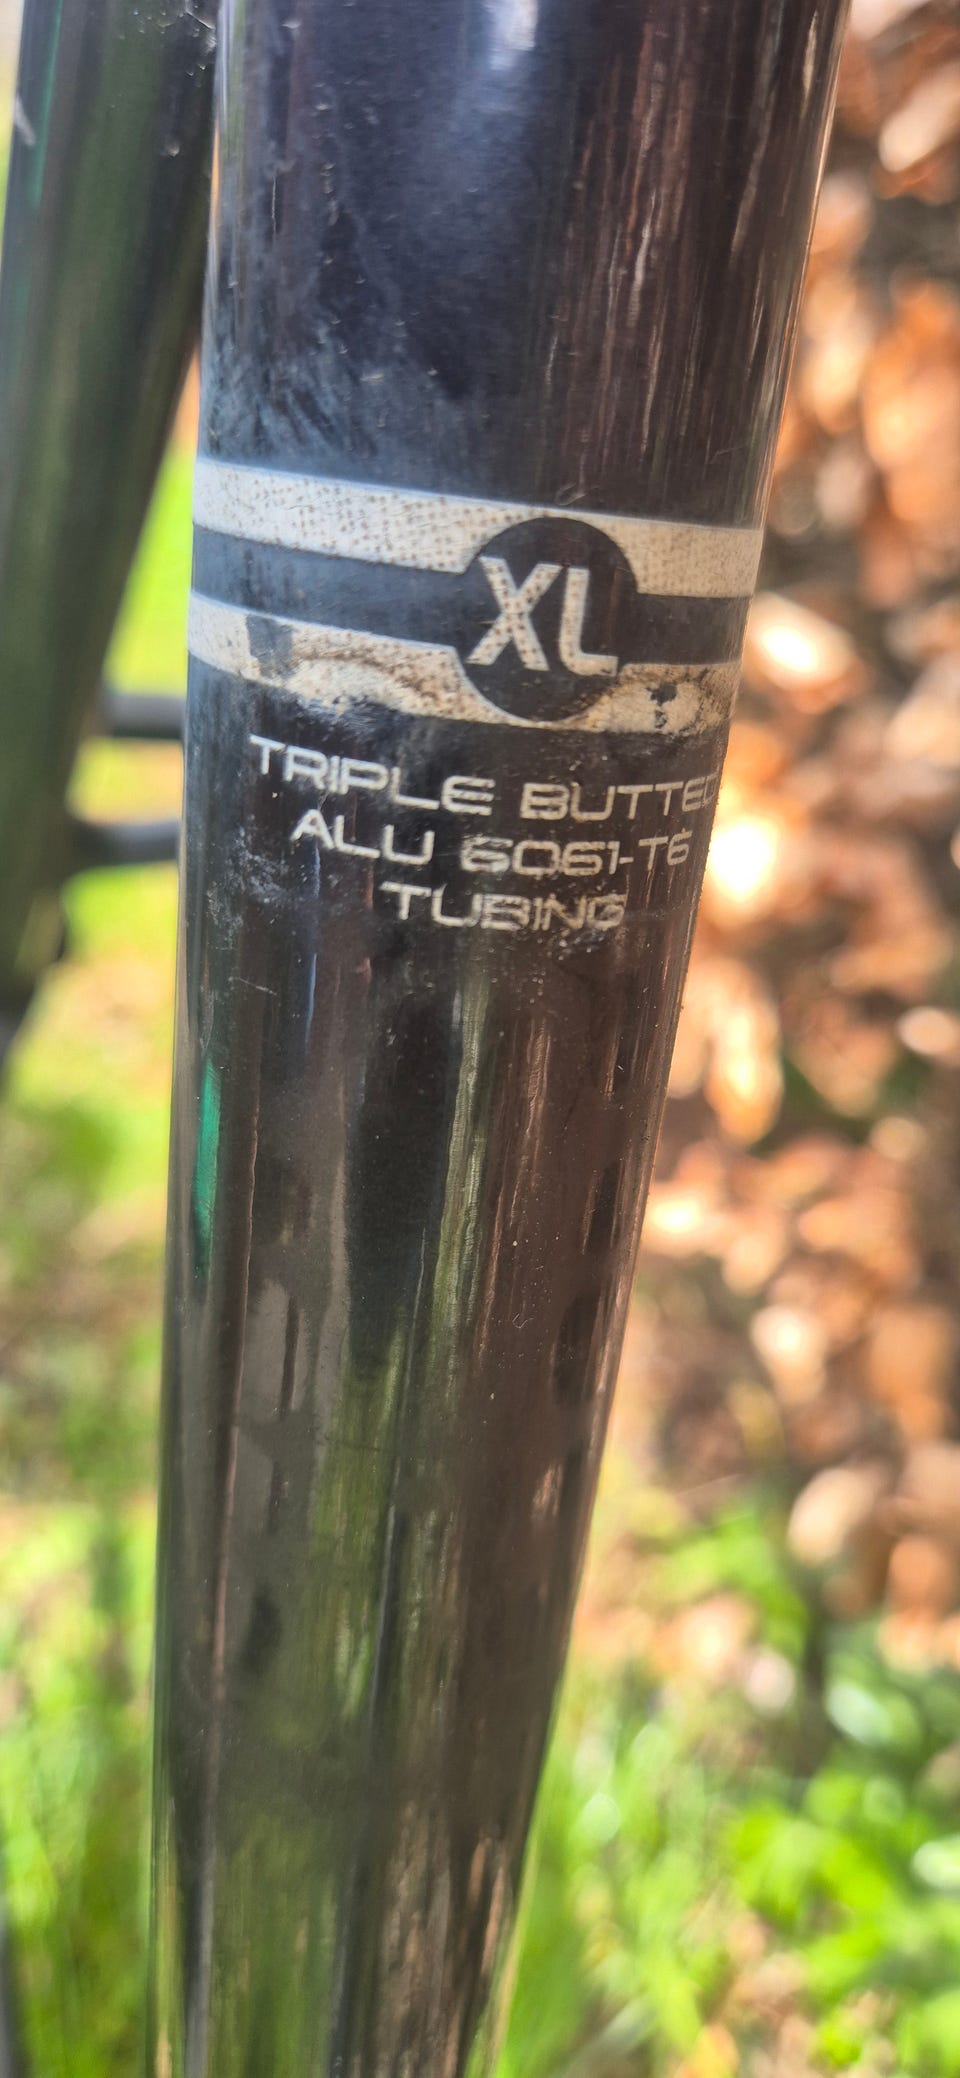 XL
TRIPLE BUTTED
ALU 6061-T6
TUBING